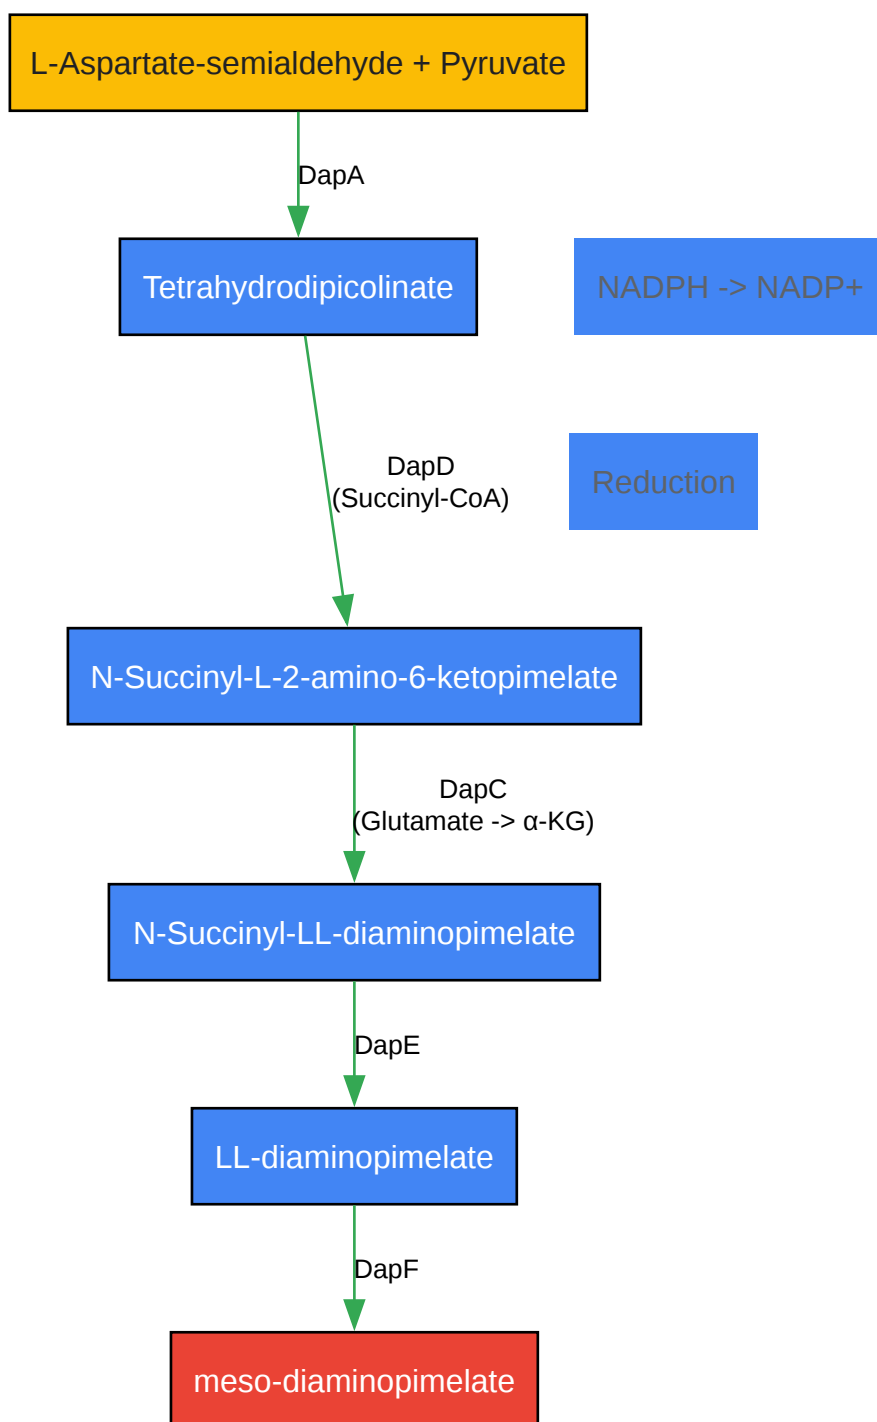 L-Aspartate-semialdehyde + Pyruvate
DapA
Tetrahydrodipicolinate
NADPH -> NADP+
DapD
(Succinyl-CoA)
Reduction
N-Succinyl-L-2-amino-6-ketopimelate
DapC
(Glutamate -> α-KG)
N-Succinyl-LL-diaminopimelate
DapE
LL-diaminopimelate
DapF
meso-diaminopimelate